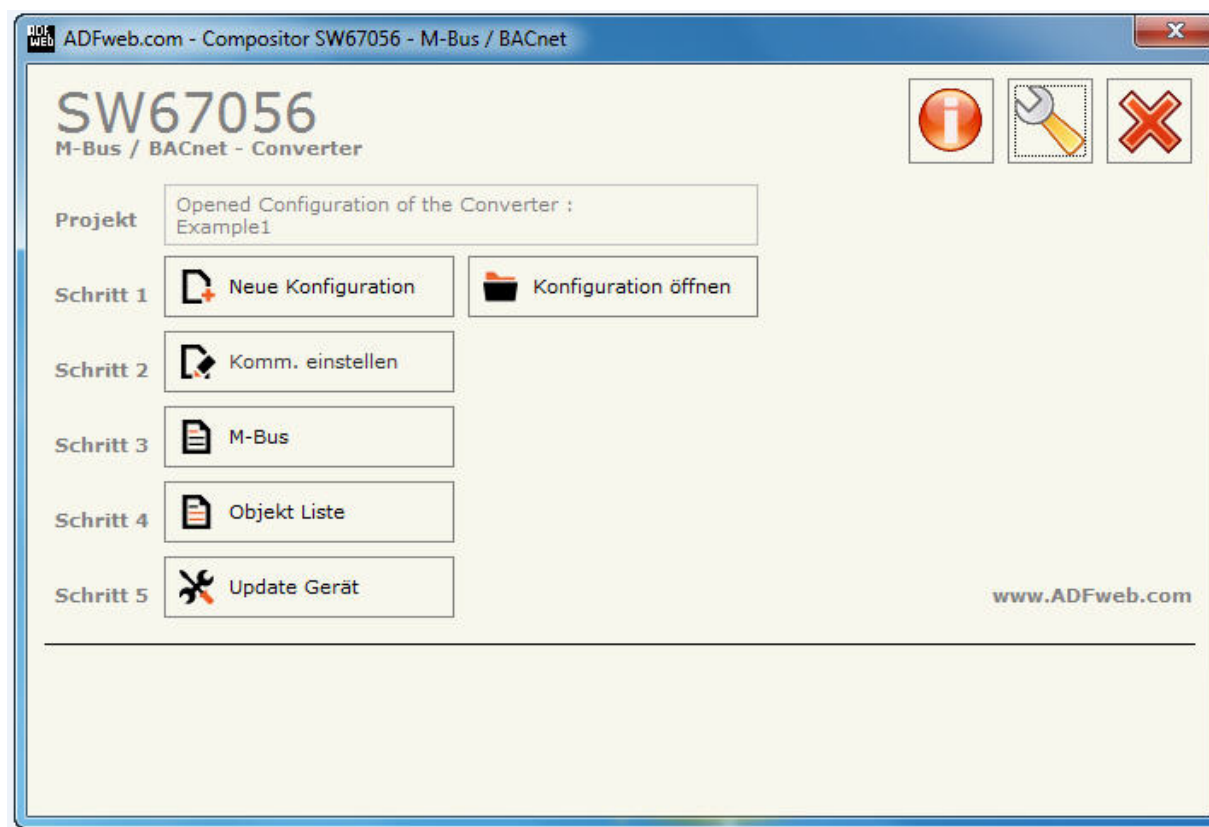 ADF
WEB
ADFweb.com - Compositor SW67056 - M-Bus / BACnet
SW67056
M-Bus / BACnet - Converter
Projekt
Opened Configuration of the Converter :
Example1
Schritt 1
Neue Konfiguration
Konfiguration öffnen
Schritt 2
Komm. einstellen
Schritt 3
M-Bus
Schritt 4
Objekt Liste
Schritt 5
Update Gerät
www.ADFweb.com